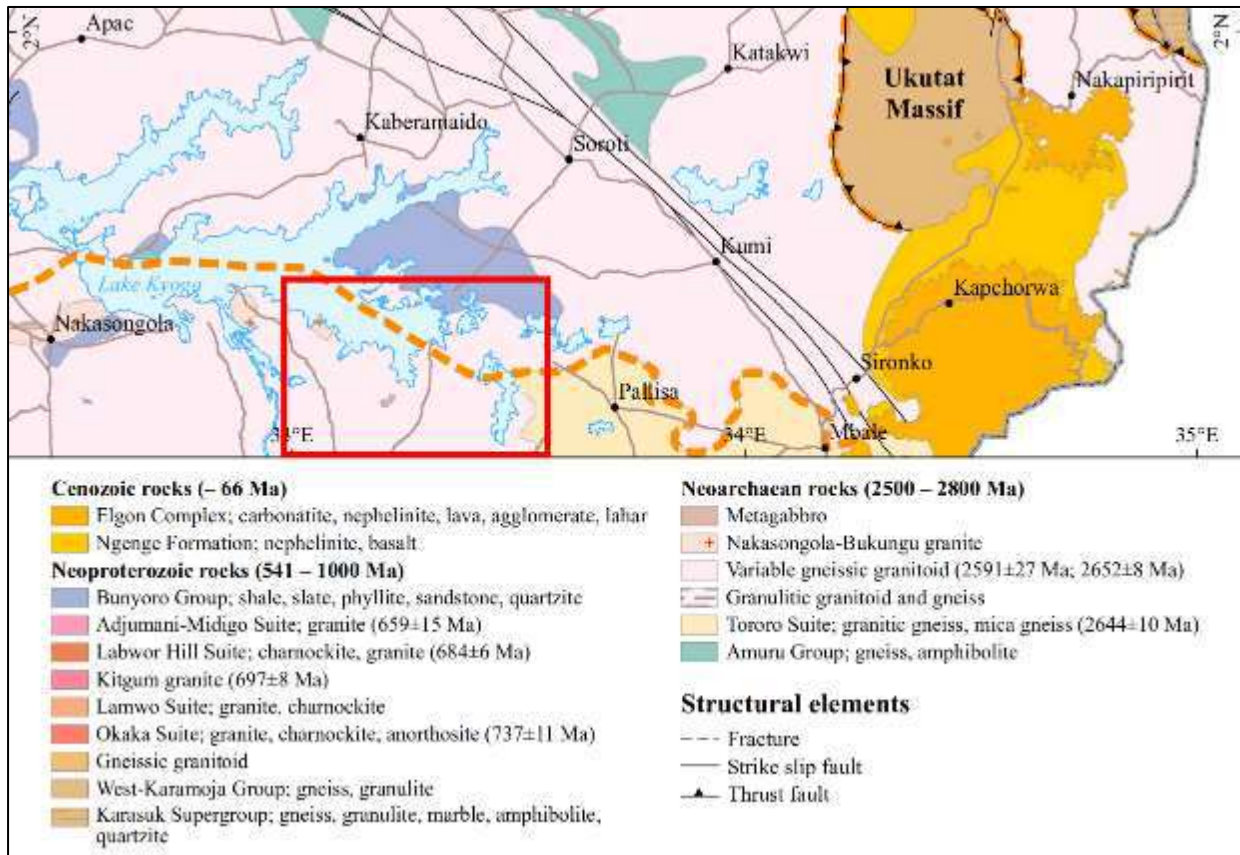 2°N
Apac
Katakwi
2°N
Ukutat
Massif
Nakapiripirit
Kaberamaido
Soroti
Kumi
Lake Kyoga
Kapchorwa
Nakasongola
Sironko
Pallisa
33°E
34°E
Mbale
35°E
Cenozoic rocks (– 66 Ma)
Elgon Complex; carbonatite, nephelinite, lava, agglomerate, lahar
Ngenge Formation; nephelinite, basalt
Neoproterozoic rocks (541 – 1000 Ma)
Bunyoro Group; shale, slate, phyllite, sandstone, quartzite
Adjumani-Midigo Suite; granite (659±15 Ma)
Labwor Hill Suite; charnockite, granite (684±6 Ma)
Kitgum granite (697±8 Ma)
Lamwo Suite; granite, charnockite
Okaka Suite; granite, charnockite, anorthosite (737±11 Ma)
Gneissic granitoid
West-Karamoja Group; gneiss, granulite
Karasuk Supergroup; gneiss, granulite, marble, amphibolite,
quartzite
Neoarchaean rocks (2500 – 2800 Ma)
Metagabbro
Nakasongola-Bukungu granite
Variable gneissic granitoid (2591±27 Ma; 2652±8 Ma)
Granulitic granitoid and gneiss
Tororo Suite; granitic gneiss, mica gneiss (2644±10 Ma)
Amuru Group; gneiss, amphibolite
Structural elements
Fracture
Strike slip fault
Thrust fault